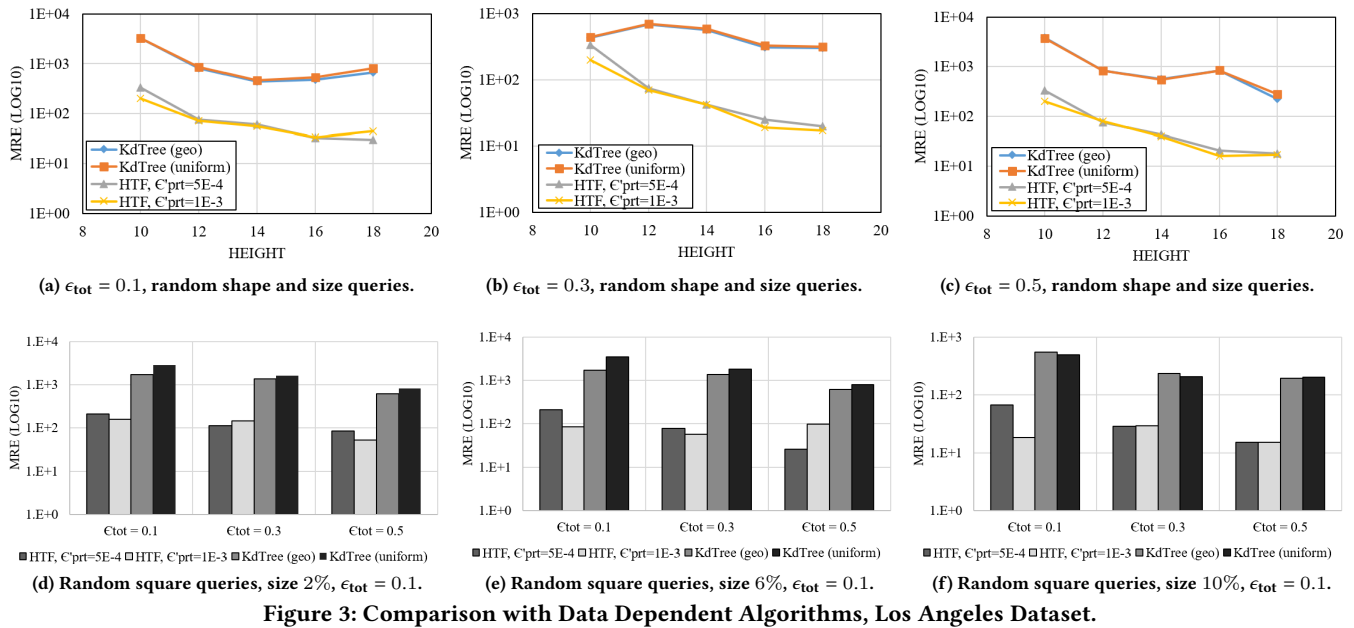 1E+04
1E+03
1E+02
1E+01
1E+00
MRE (LOG10)
KdTree (geo)
KdTree (uniform)
HTF, Є'prt=5E-4
HTF, Є'prt=1E-3
8 10 12 14 16 18 20
HEIGHT
(a) ϵtot = 0.1, random shape and size queries.
1E+03
1E+02
1E+01
1E+00
MRE (LOG10)
KdTree (geo)
KdTree (uniform)
HTF, Є'prt=5E-4
HTF, Є'prt=1E-3
8 10 12 14 16 18 20
HEIGHT
(b) ϵtot = 0.3, random shape and size queries.
1E+04
1E+03
1E+02
1E+01
1E+00
MRE (LOG10)
KdTree (geo)
KdTree (uniform)
HTF, Є'prt=5E-4
HTF, Є'prt=1E-3
8 10 12 14 16 18 20
HEIGHT
(c) ϵtot = 0.5, random shape and size queries.
1.E+4
1.E+3
1.E+2
1.E+1
1.E+0
MRE (LOG10)
Єtot = 0.1 Єtot = 0.3 Єtot = 0.5
HTF, Є'prt=5E-4 HTF, Є'prt=1E-3 KdTree (geo) KdTree (uniform)
(d) Random square queries, size 2%, ϵtot = 0.1.
1.E+4
1.E+3
1.E+2
1.E+1
1.E+0
MRE (LOG10)
Єtot = 0.1 Єtot = 0.3 Єtot = 0.5
HTF, Є'prt=5E-4 HTF, Є'prt=1E-3 KdTree (geo) KdTree (uniform)
(e) Random square queries, size 6%, ϵtot = 0.1.
1.E+3
1.E+2
1.E+1
1.E+0
MRE (LOG10)
Єtot = 0.1 Єtot = 0.3 Єtot = 0.5
HTF, Є'prt=5E-4 HTF, Є'prt=1E-3 KdTree (geo) KdTree (uniform)
(f) Random square queries, size 10%, ϵtot = 0.1.
Figure 3: Comparison with Data Dependent Algorithms, Los Angeles Dataset.